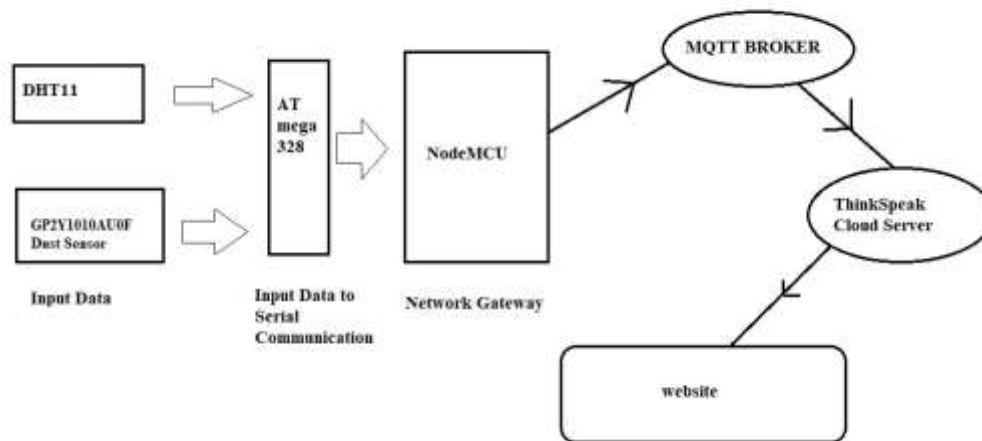 DHT11
GP2Y1010AU0F
Dust Sensor
Input Data
AT
mega
328
Input Data to
Serial
Communication
NodeMCU
Network Gateway
MQTT BROKER
ThinkSpeak
Cloud Server
website